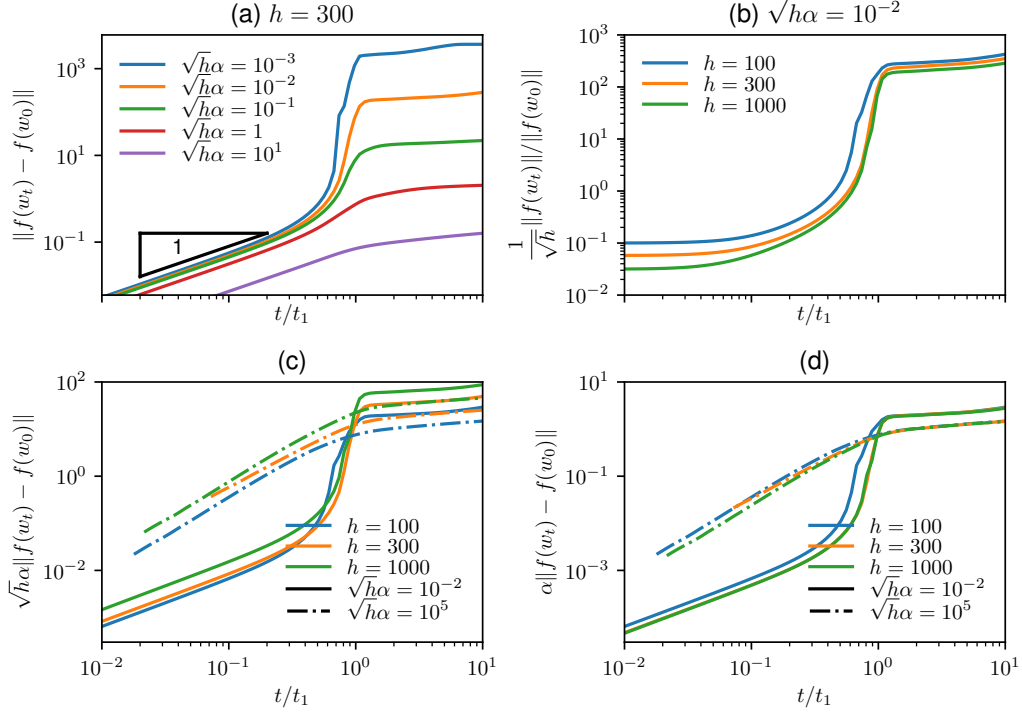 (a) h = 300
‖f(w_t) − f(w_0)‖
10^3
10^1
10^{-1}
√hα = 10^{-3}
√hα = 10^{-2}
√hα = 10^{-1}
√hα = 1
√hα = 10^1
1
t/t_1
(b) √hα = 10^{-2}
1/√h ‖f(w_t)‖/‖f(w_0)‖
10^3
10^2
10^1
10^0
10^{-1}
10^{-2}
h = 100
h = 300
h = 1000
t/t_1
(c)
√hα‖f(w_t) − f(w_0)‖
10^2
10^0
10^{-2}
h = 100
h = 300
h = 1000
√hα = 10^{-2}
√hα = 10^5
10^{-2} 10^{-1} 10^0 10^1
t/t_1
(d)
α‖f(w_t) − f(w_0)‖
10^1
10^{-1}
10^{-3}
h = 100
h = 300
h = 1000
√hα = 10^{-2}
√hα = 10^5
10^{-2} 10^{-1} 10^0 10^1
t/t_1